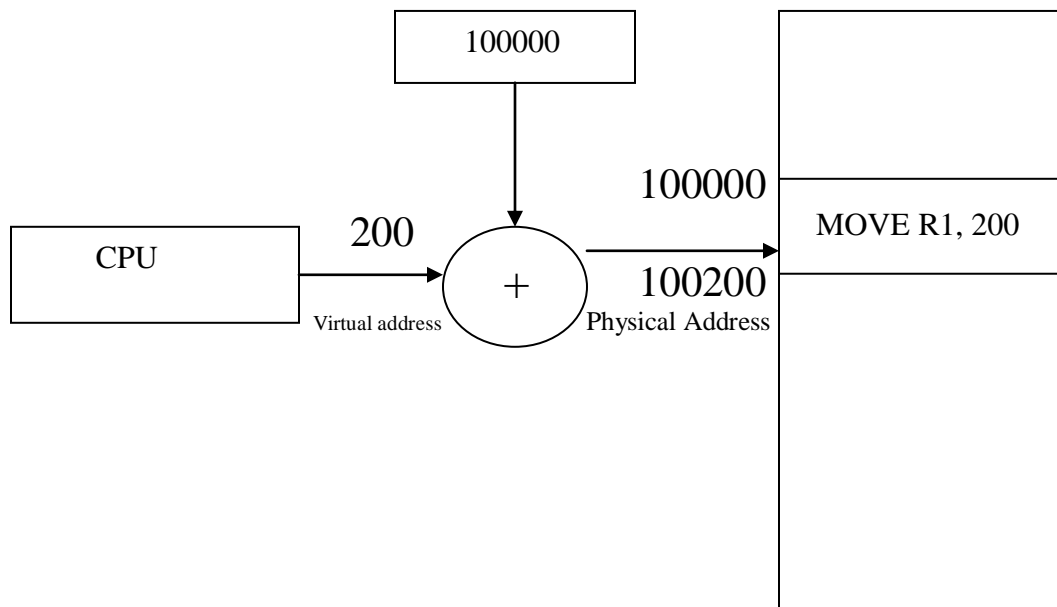 100000
100000
MOVE R1, 200
CPU
200
+
100200
Virtual address
Physical Address